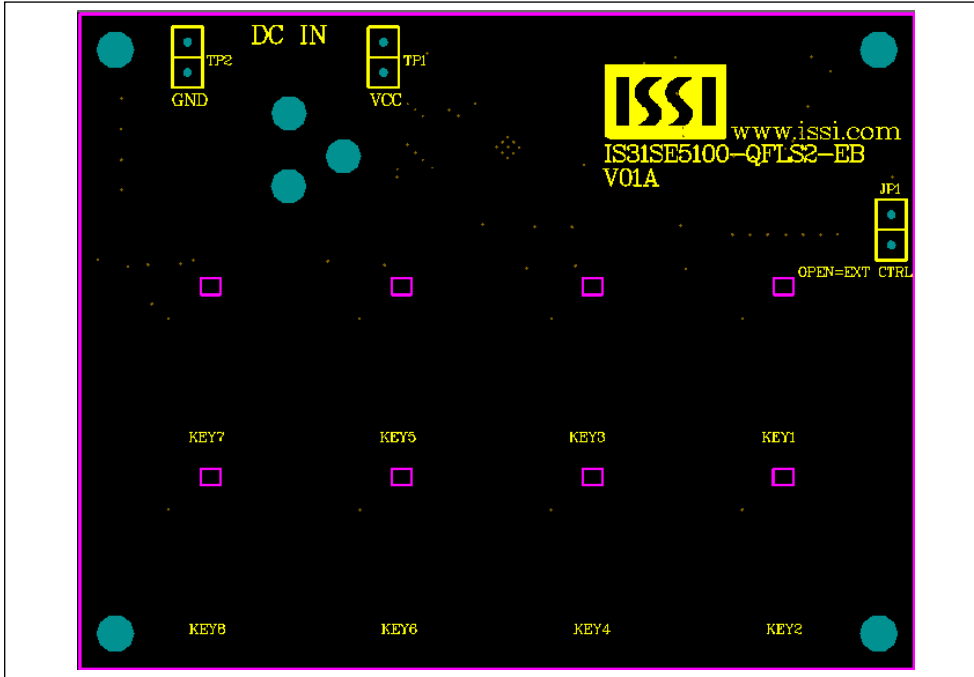 DC IN
TP2
TP1
GND
VCC
ISSI
www.issi.com
IS31SE5100-QFLS2-EB
V01A
JP1
OPEN=EXT CTRL
KEY7 KEY5 KEY3 KEY1
KEY8 KEY6 KEY4 KEY2